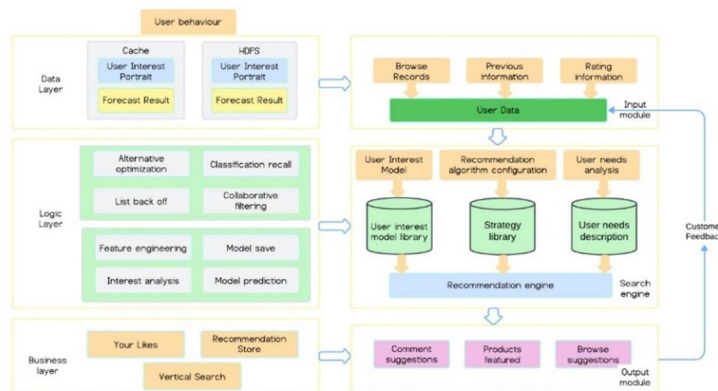 User behaviour
Cache
HDFS
User Interest
Portrait
User Interest
Portrait
Forecast Result
Forecast Result
Data
Layer
Browse
Records
Previous
information
Rating
information
User Data
Input
module
Alternative
optimization
Classification recall
List back off
Collaborative
filtering
Feature engineering
Model save
Interest analysis
Model prediction
Logic
Layer
User Interest
Model
Recommendation
algorithm configuration
User needs
analysis
User interest
model library
Strategy
library
User needs
description
Recommendation engine
Search
engine
Custome
Feedback
Your Likes
Recommendation
Store
Vertical Search
Business
layer
Comment
suggestions
Products
featured
Browse
suggestions
Output
module